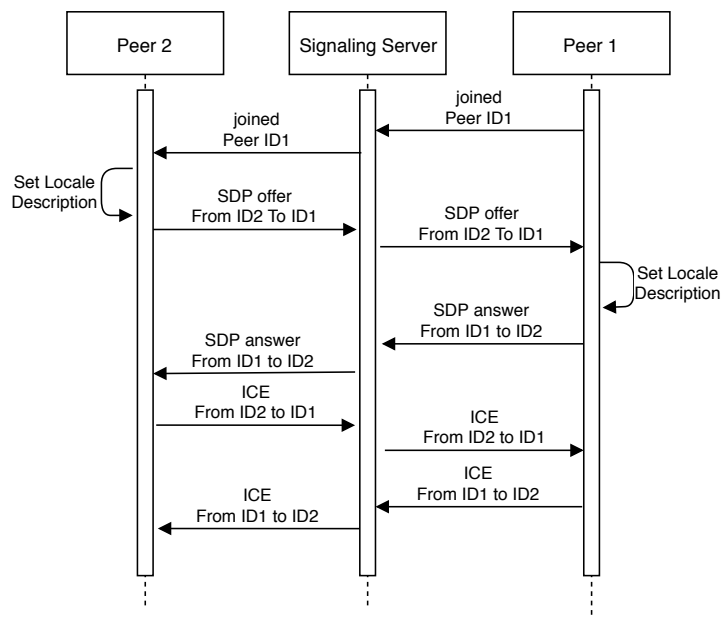 Peer 2
Signaling Server
Peer 1
joined
Peer ID1
joined
Peer ID1
Set Locale
Description
SDP offer
From ID2 To ID1
SDP offer
From ID2 To ID1
Set Locale
Description
SDP answer
From ID1 to ID2
SDP answer
From ID1 to ID2
ICE
From ID2 to ID1
ICE
From ID2 to ID1
ICE
From ID1 to ID2
ICE
From ID1 to ID2